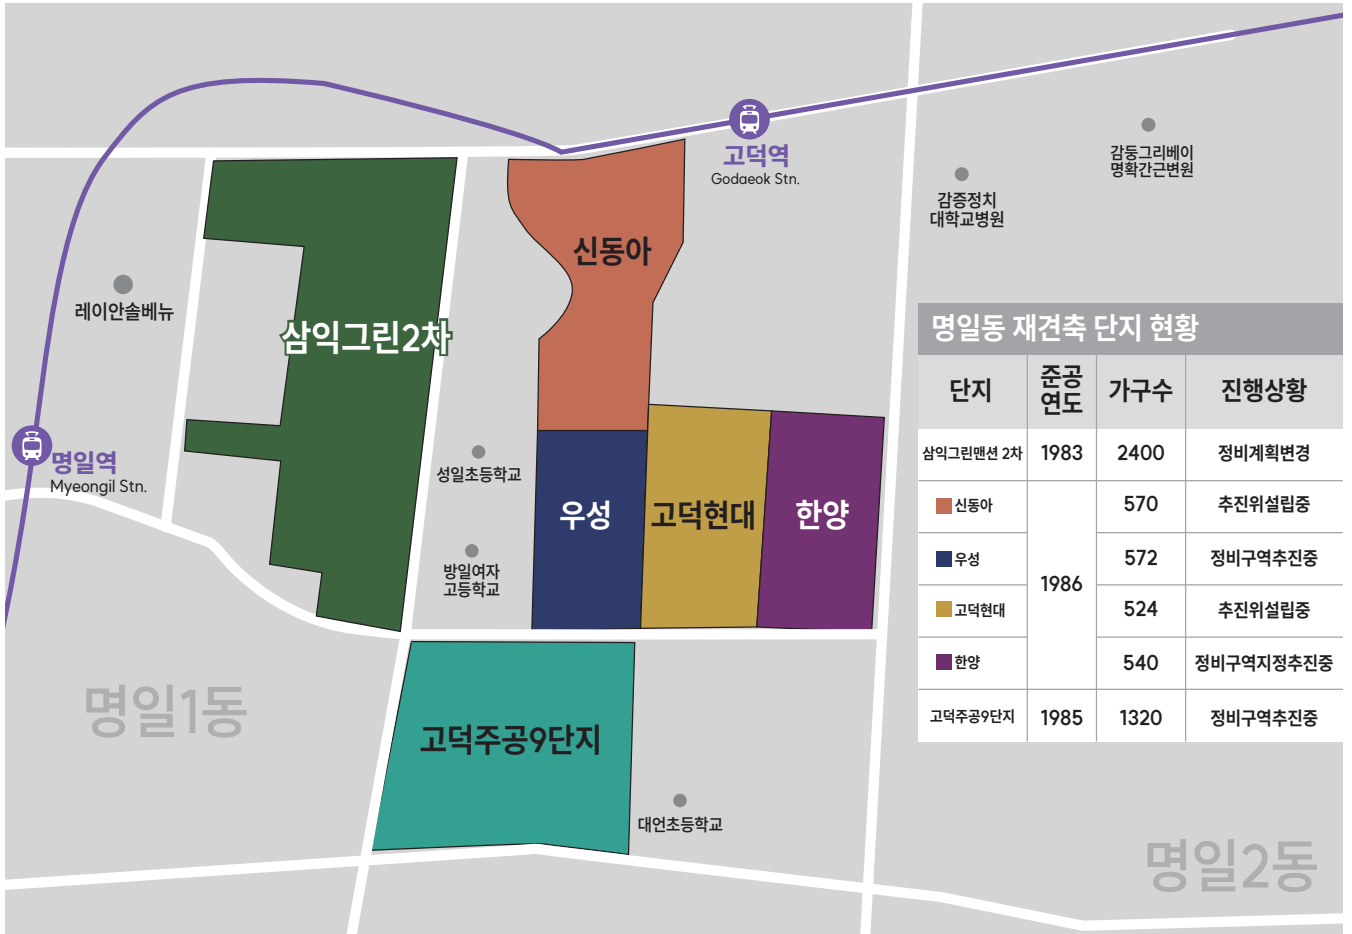 고덕역
Godaeok Stn.
감둥그리베이
명확간근변원
감증정치
대학교병원
신동아
레이안솔베뉴
삼익그린2차
명일역
Myeongil Stn.
성일초등학교
우성
고덕현대
한양
방일여자
고등학교
명일1동
고덕주공9단지
대언초등학교
명일2동
명일동 재건축 단지 현황
단지 준공연도 가구수 진행상황
삼익그린맨션 2차 1983 2400 정비계획변경
신동아 570 추진위설립중
우성 572 정비구역추진중
1986
고덕현대 524 추진위설립중
한양 540 정비구역지정추진중
고덕주공9단지 1985 1320 정비구역추진중